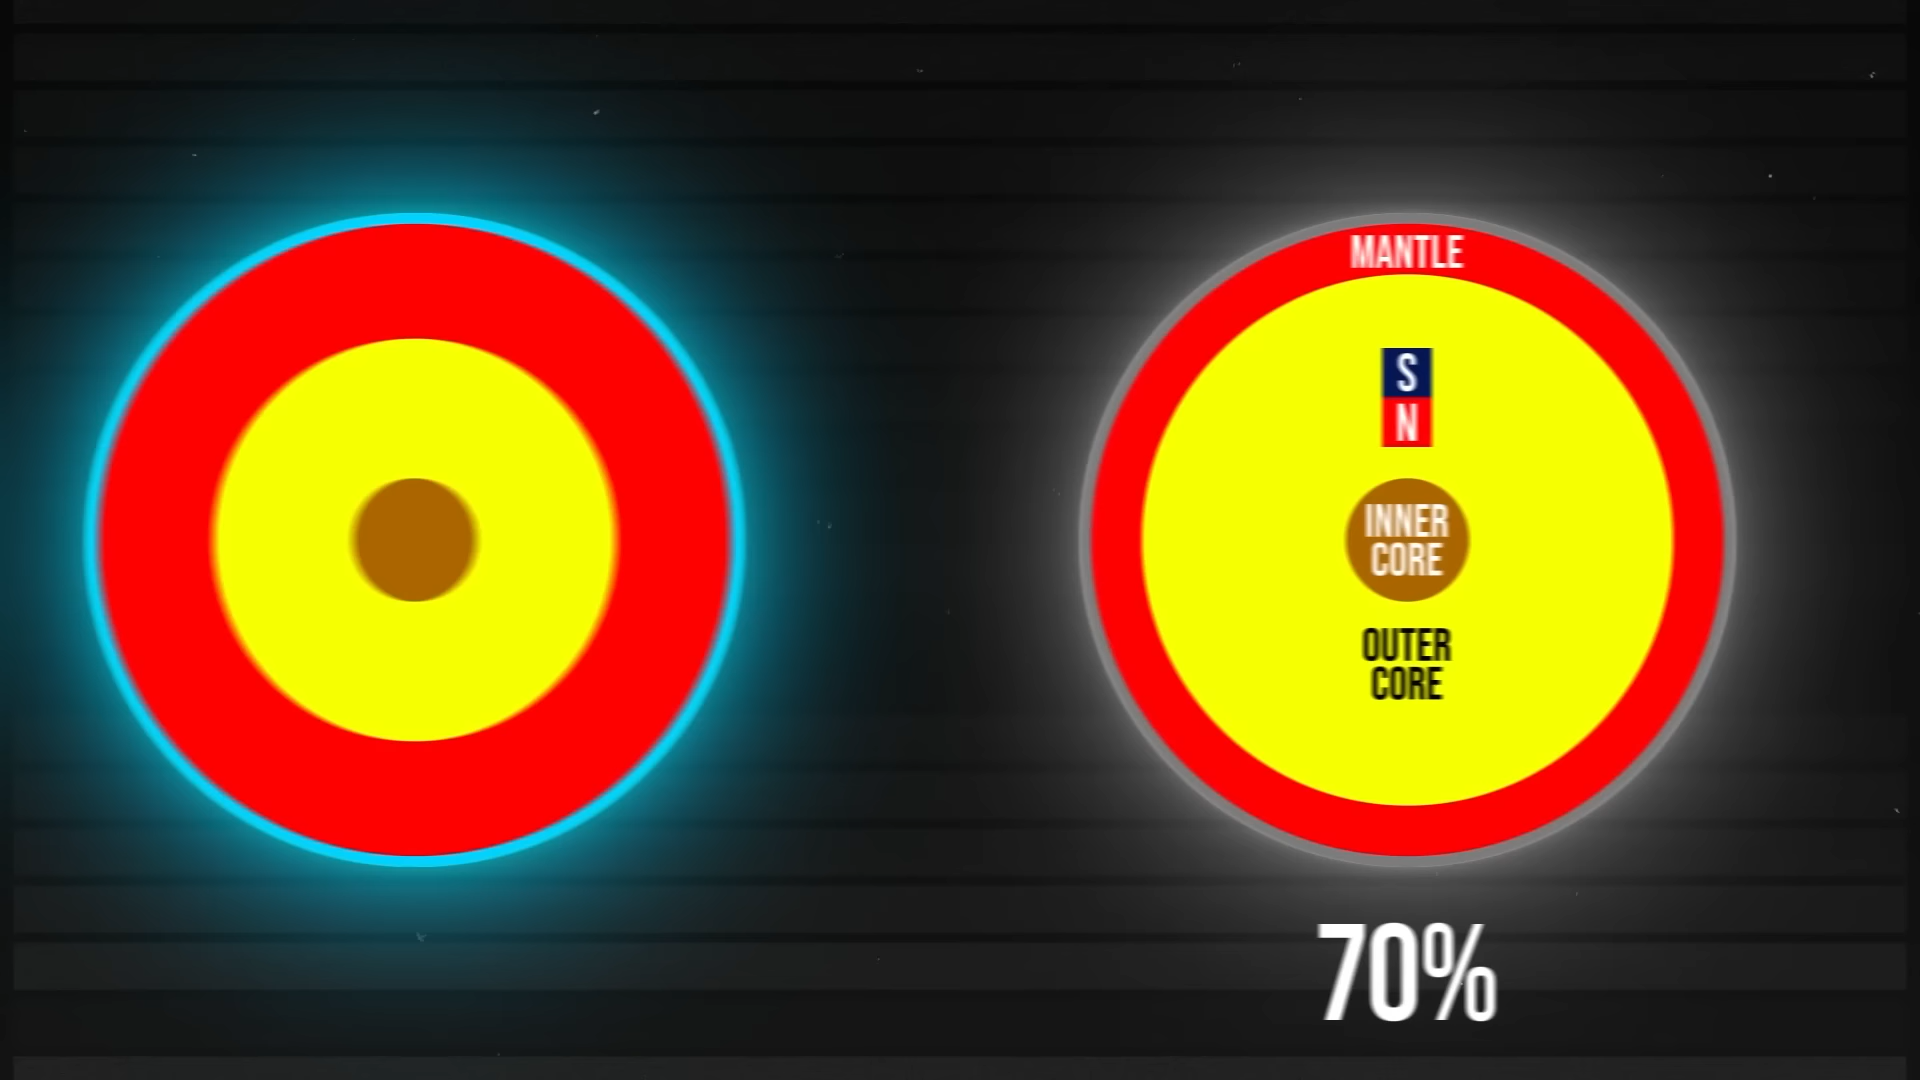 MANTLE
S
N
INNER
CORE
OUTER
CORE
70%